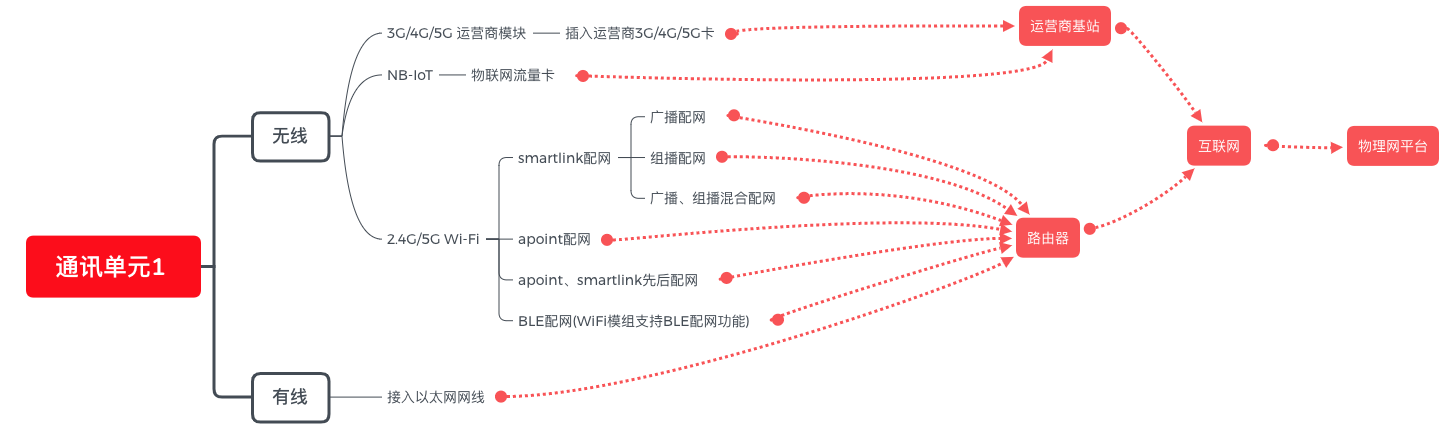 通讯单元1
无线
3G/4G/5G 运营商模块
插入运营商3G/4G/5G卡
运营商基站
NB-IoT
物联网流量卡
2.4G/5G Wi-Fi
smartlink配网
广播配网
组播配网
广播、组播混合配网
apoint配网
apoint、smartlink先后配网
BLE配网(WiFi模组支持BLE配网功能)
有线
接入以太网网线
路由器
互联网
物理网平台